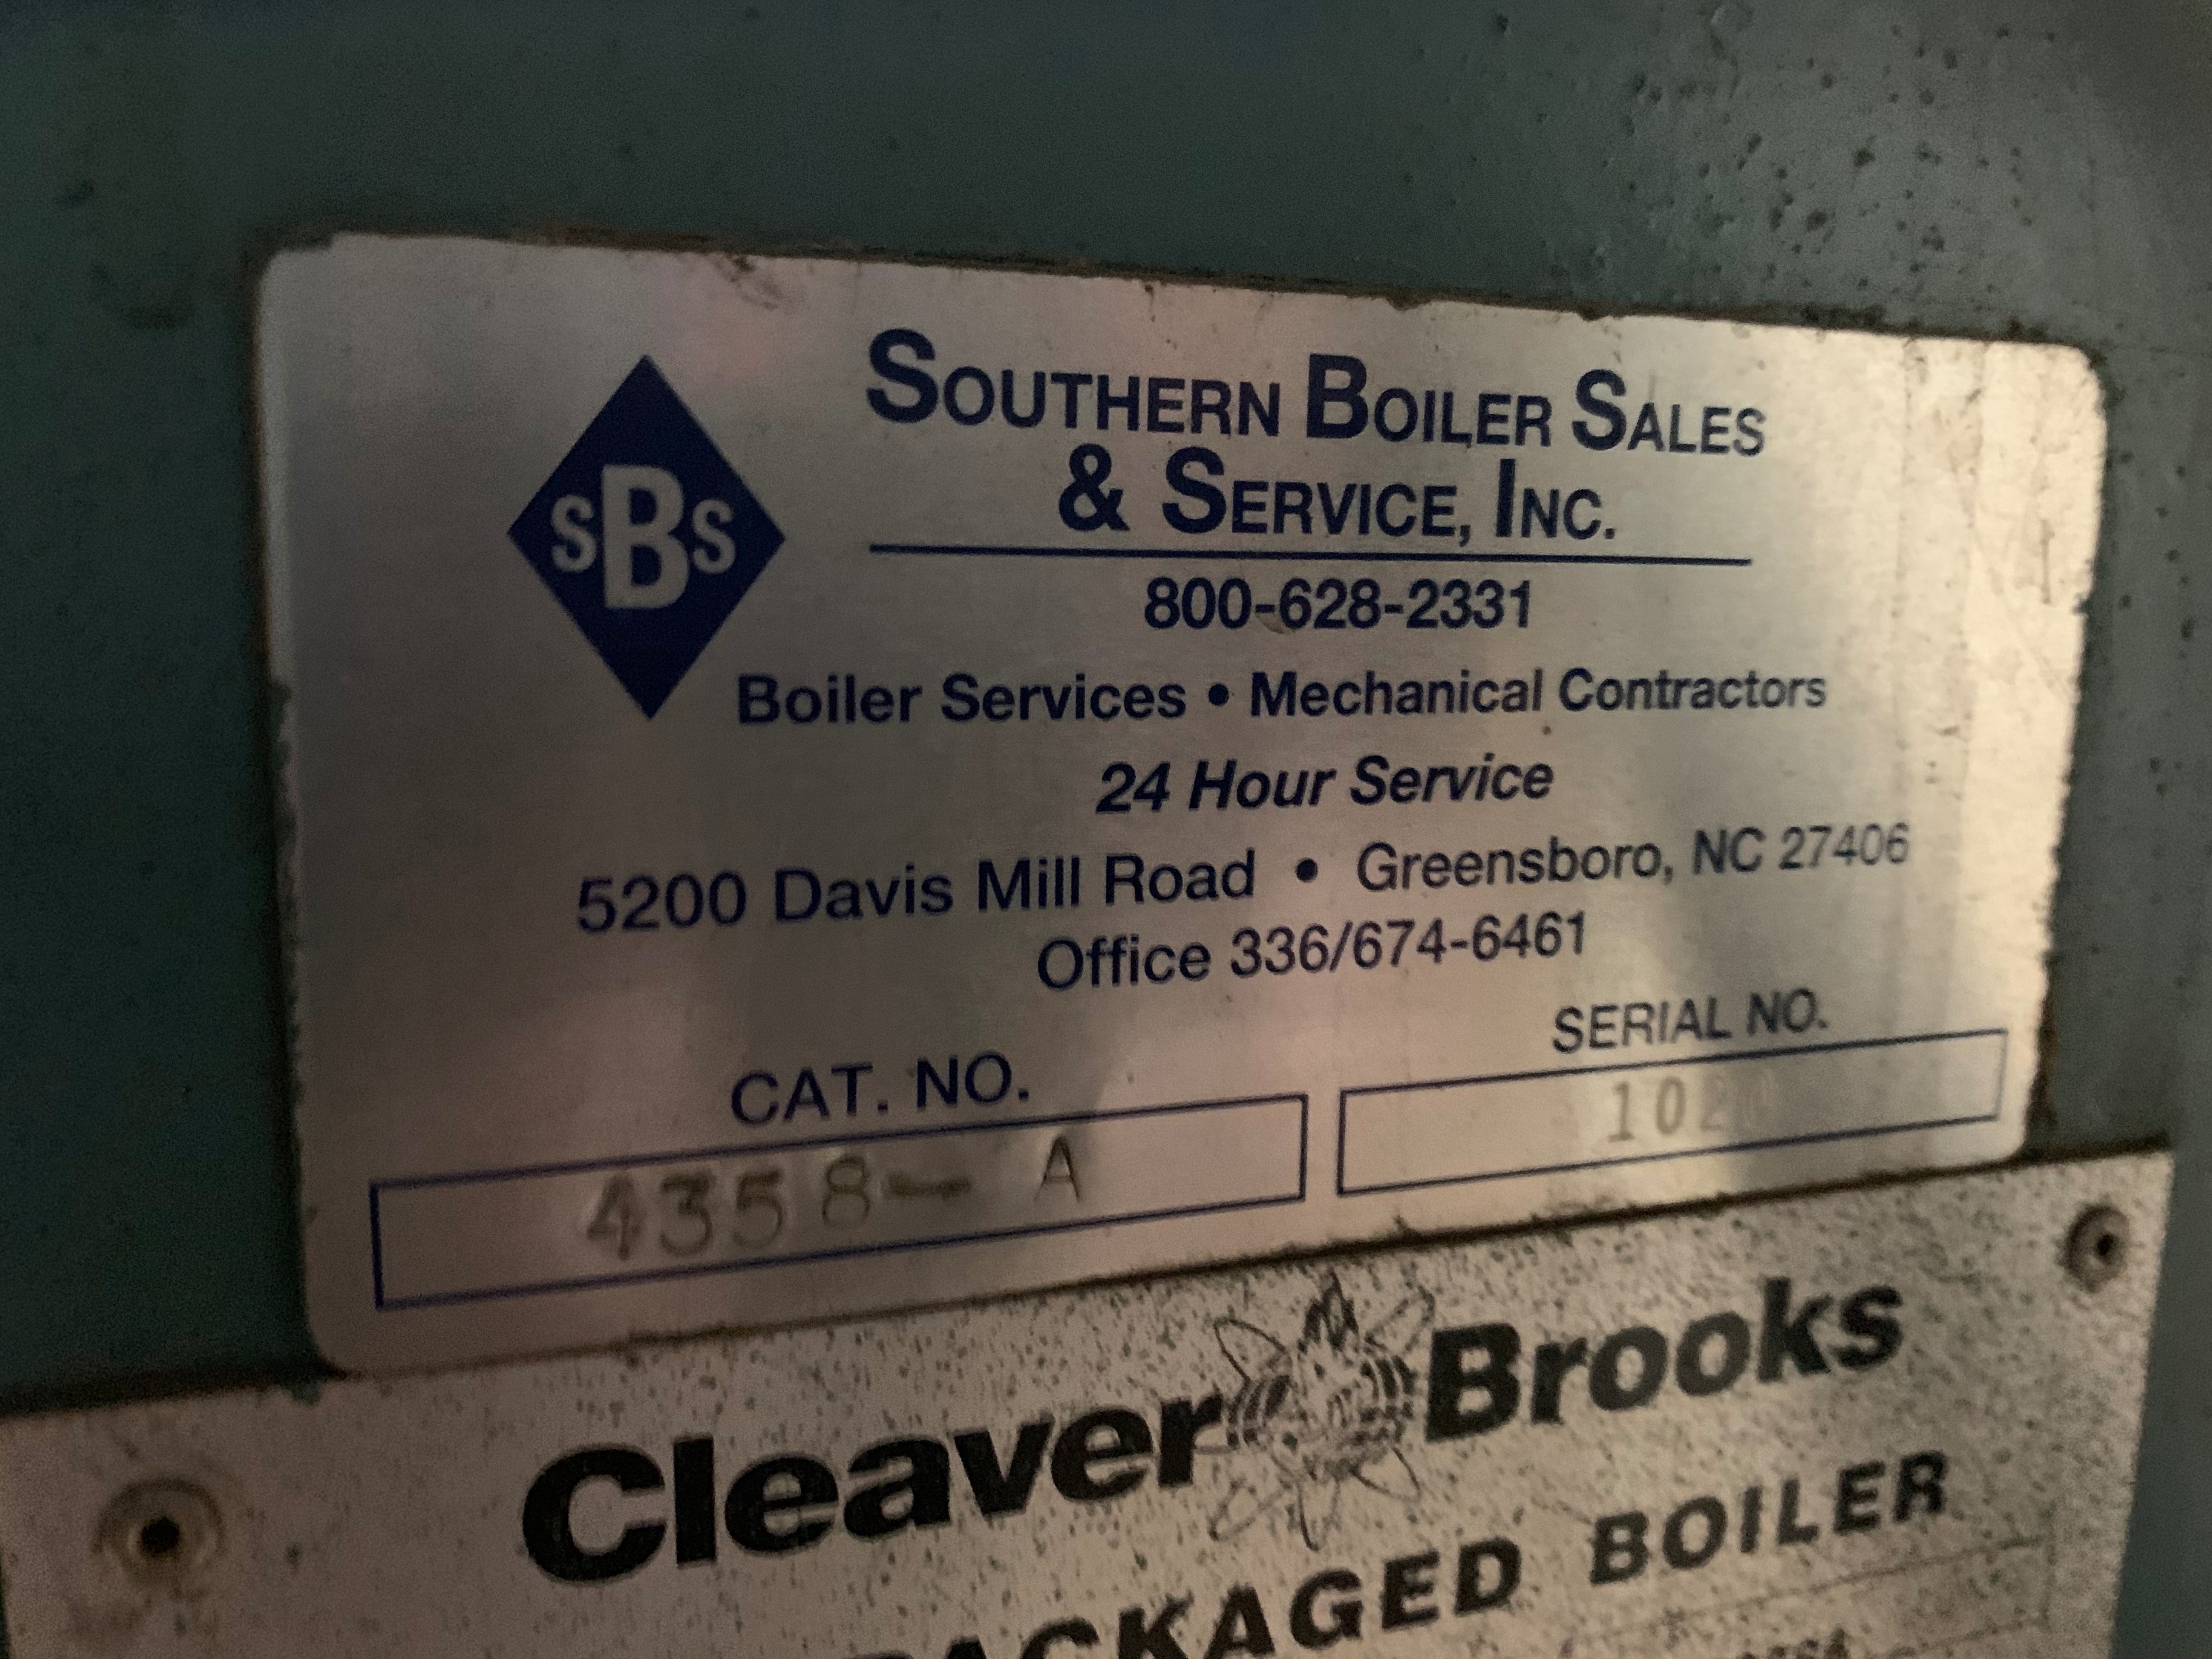 SBS
SOUTHERN BOILER SALES
& SERVICE, INC.
800-628-2331
Boiler Services • Mechanical Contractors
24 Hour Service
5200 Davis Mill Road • Greensboro, NC 27406
Office 336/674-6461
CAT. NO.
SERIAL NO.
4358- A
Cleaver Brooks
PACKAGED BOILER